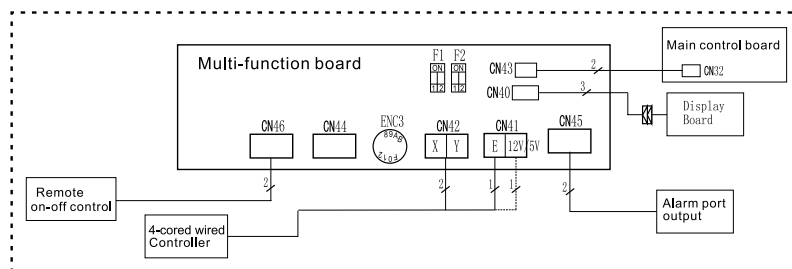 Multi-function board
F1 F2
ON ON
12 12
CN43
2
Main control board
CN32
CN40
3
Display
Board
CN46
CN44
ENC3
89AB
F012
CN42
X Y
CN41
E 12V/5V
CN45
2
2
1
1
2
Remote
on-off control
4-cored wired
Controller
Alarm port
output